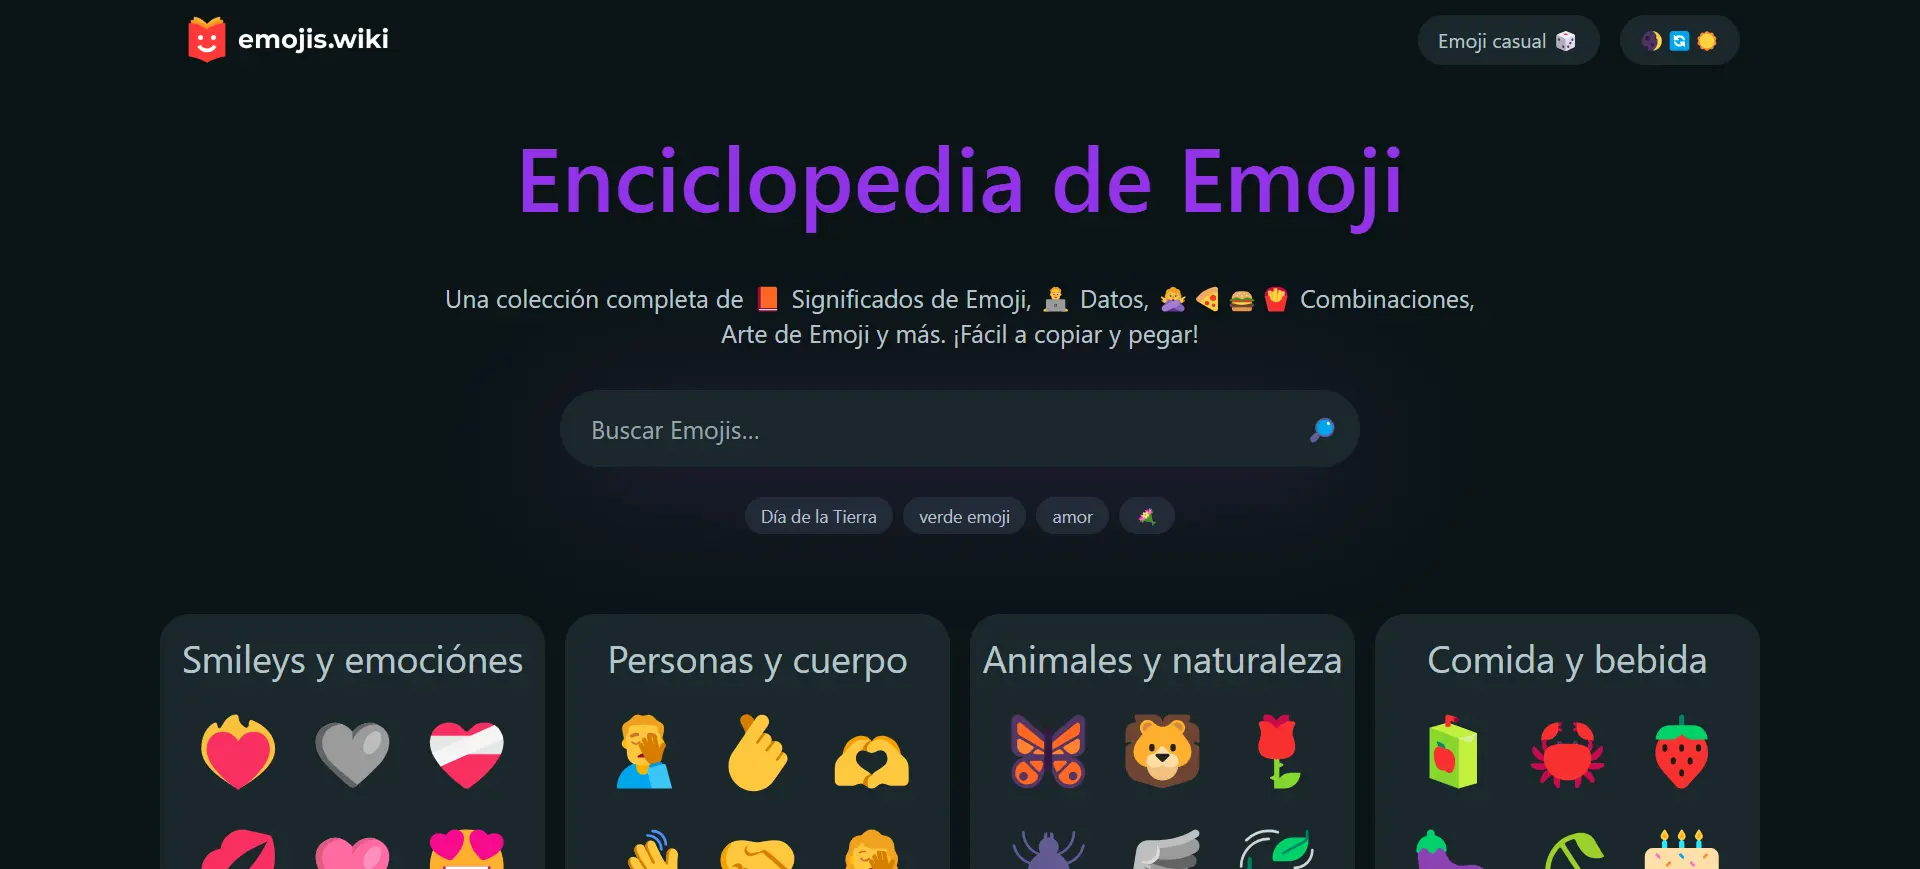 emojis.wiki
Emoji casual 🎲
🌒 🔄 ☀️
Enciclopedia de Emoji
Una colección completa de 📕 Significados de Emoji, 🧑‍💻 Datos, 🙅 🍕 🍔 🍟 Combinaciones,
Arte de Emoji y más. ¡Fácil a copiar y pegar!
Buscar Emojis...
Día de la Tierra
verde emoji
amor
Smileys y emociónes
Personas y cuerpo
Animales y naturaleza
Comida y bebida